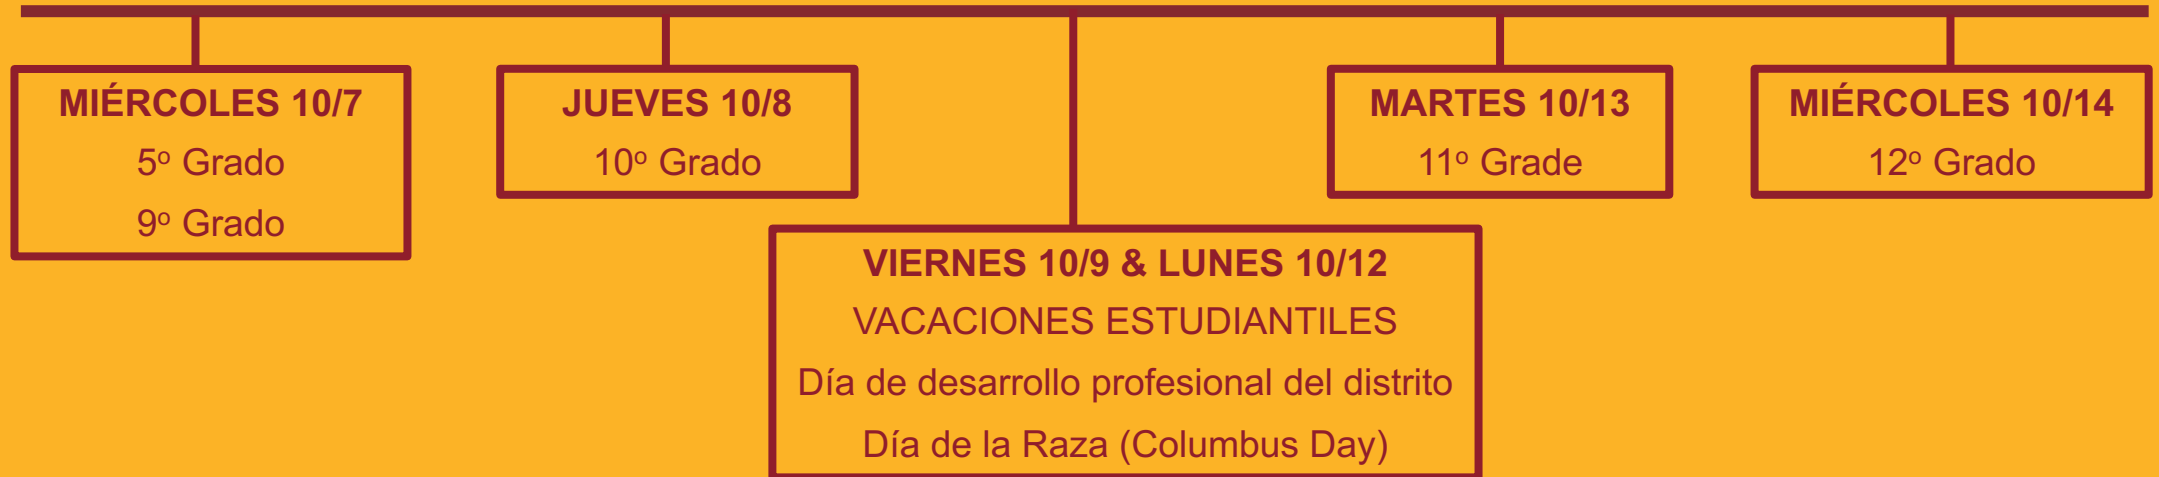 MIÉRCOLES 10/7
5º Grado
9º Grado
JUEVES 10/8
10º Grado
VIERNES 10/9 & LUNES 10/12
VACACIONES ESTUDIANTILES
Día de desarrollo profesional del distrito
Día de la Raza (Columbus Day)
MARTES 10/13
11º Grade
MIÉRCOLES 10/14
12º Grado